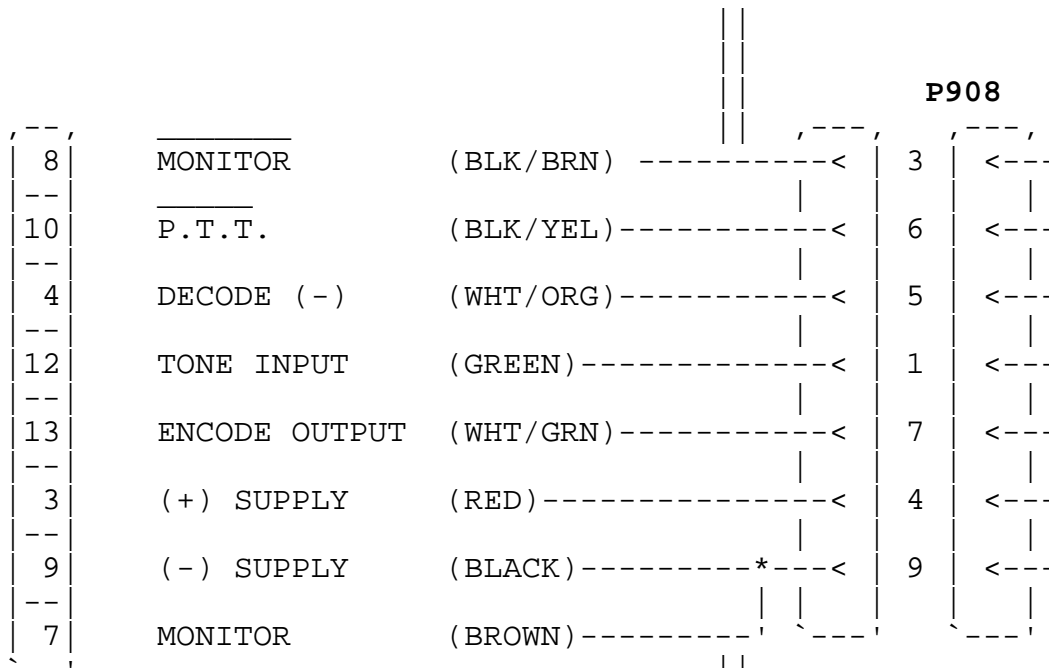 P908
8 MONITOR (BLK/BRN) 3
10 P.T.T. (BLK/YEL) 6
4 DECODE (-) (WHT/ORG) 5
12 TONE INPUT (GREEN) 1
13 ENCODE OUTPUT (WHT/GRN) 7
3 (+) SUPPLY (RED) 4
9 (-) SUPPLY (BLACK) * 9
7 MONITOR (BROWN)